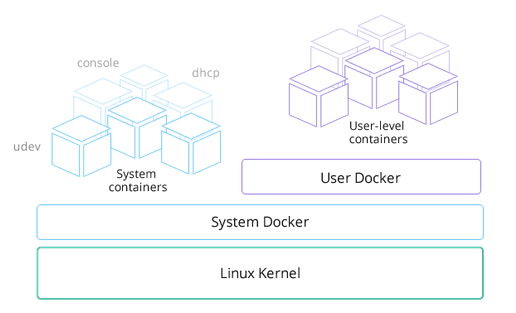 console
dhcp
udev
System
containers
User-level
containers
User Docker
System Docker
Linux Kernel